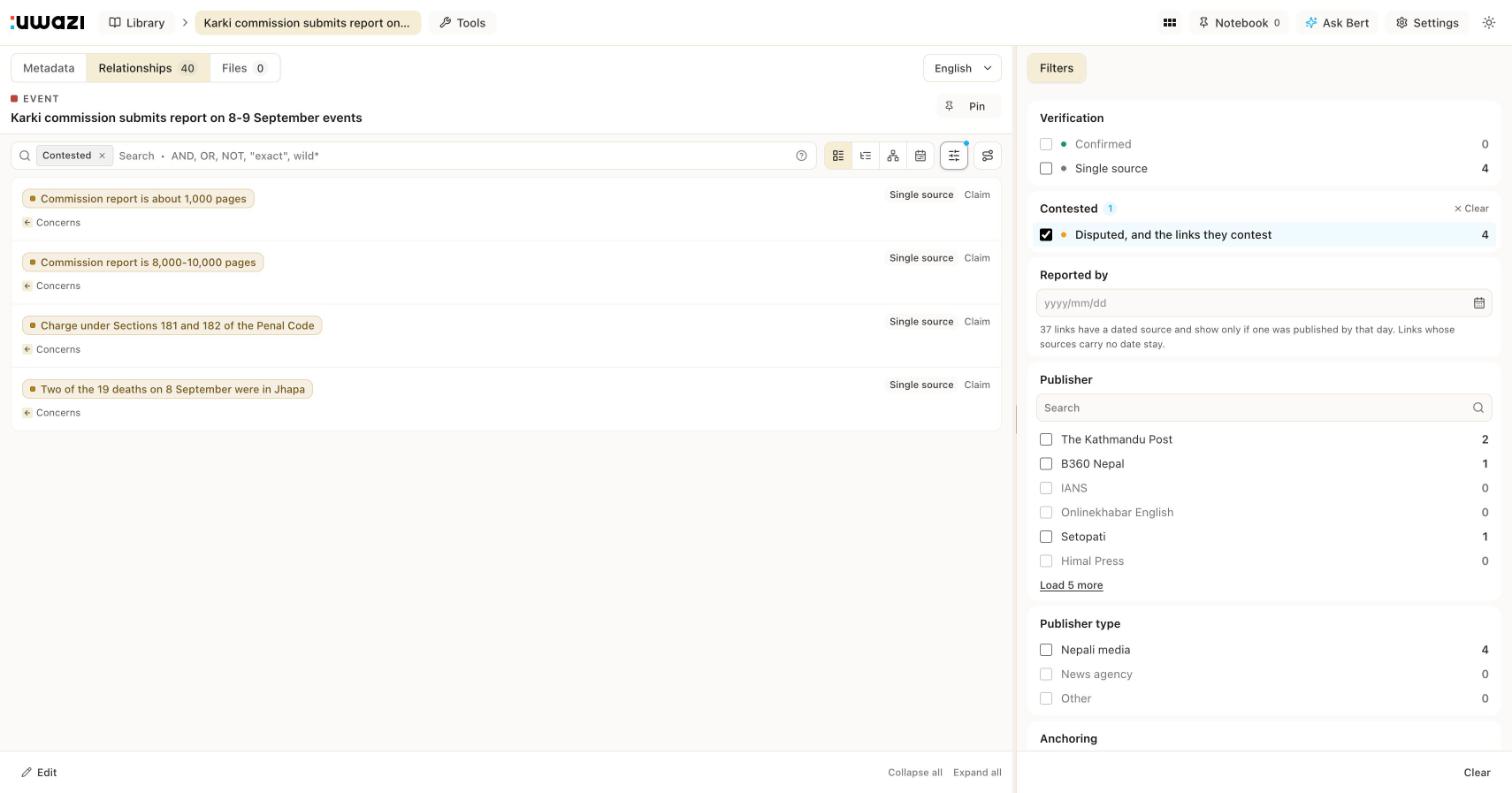 uwazi
Library
Karki commission submits report on...
Tools
Notebook 0
Ask Bert
Settings
Metadata
Relationships 40
Files 0
English
EVENT
Karki commission submits report on 8-9 September events
Pin
Contested × Search • AND, OR, NOT, "exact", wild*
Commission report is about 1,000 pages
Single source Claim
Concerns
Commission report is 8,000-10,000 pages
Single source Claim
Concerns
Charge under Sections 181 and 182 of the Penal Code
Single source Claim
Concerns
Two of the 19 deaths on 8 September were in Jhapa
Single source Claim
Concerns
Edit
Collapse all Expand all
Filters
Verification
Confirmed 0
Single source 4
Contested 1 × Clear
Disputed, and the links they contest 4
Reported by
yyyy/mm/dd
37 links have a dated source and show only if one was published by that day. Links whose
sources carry no date stay.
Publisher
Search
The Kathmandu Post 2
B360 Nepal 1
IANS 0
Onlinekhabar English 0
Setopati 1
Himal Press 0
Load 5 more
Publisher type
Nepali media 4
News agency 0
Other 0
Anchoring
Clear